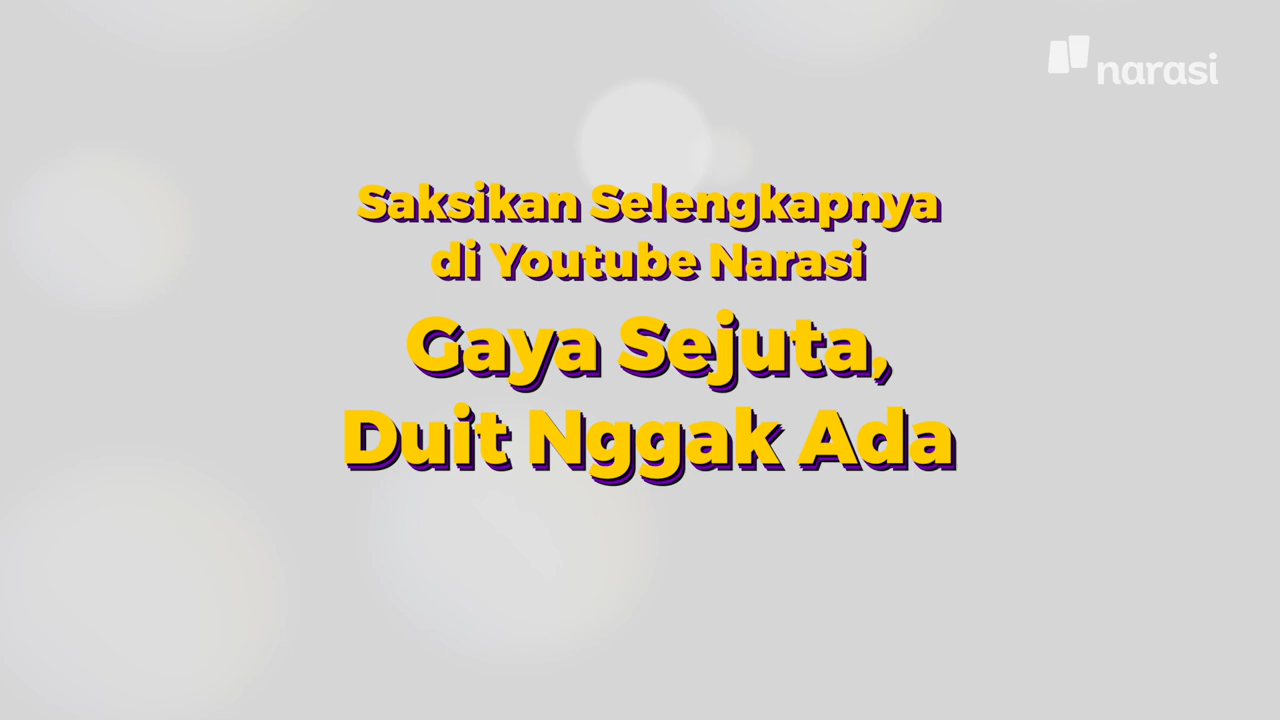 narasi
Saksikan Selengkapnya
di Youtube Narasi
Gaya Sejuta,
Duit Nggak Ada